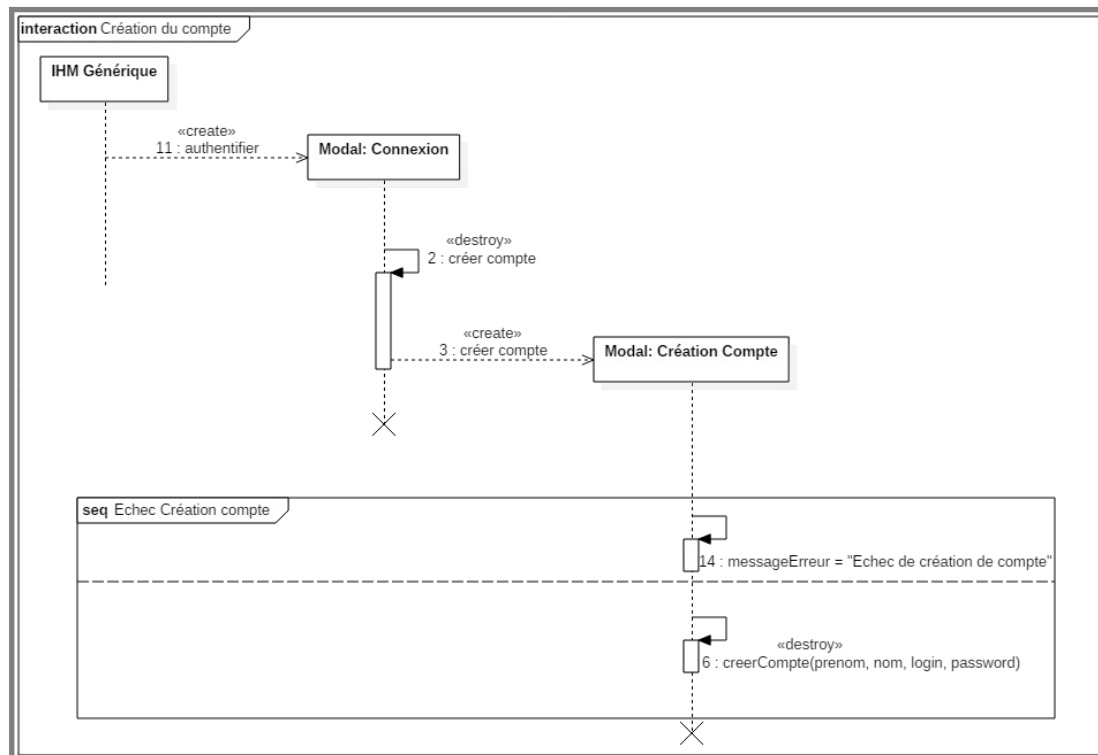 interaction Création du compte
IHM Générique
«create»
11 : authentifier
Modal: Connexion
«destroy»
2 : créer compte
«create»
3 : créer compte
Modal: Création Compte
seq Echec Création compte
14 : messageErreur = "Echec de création de compte"
«destroy»
6 : creerCompte(prenom, nom, login, password)